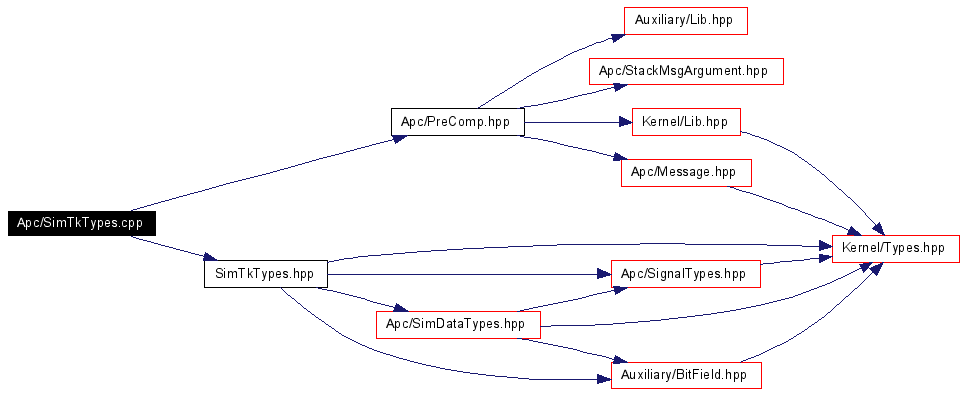 Auxiliary/Lib.hpp
Apc/StackMsgArgument.hpp
Apc/PreComp.hpp
Kernel/Lib.hpp
Apc/Message.hpp
Apc/SimTkTypes.cpp
Kernel/Types.hpp
SimTkTypes.hpp
Apc/SignalTypes.hpp
Apc/SimDataTypes.hpp
Auxiliary/BitField.hpp